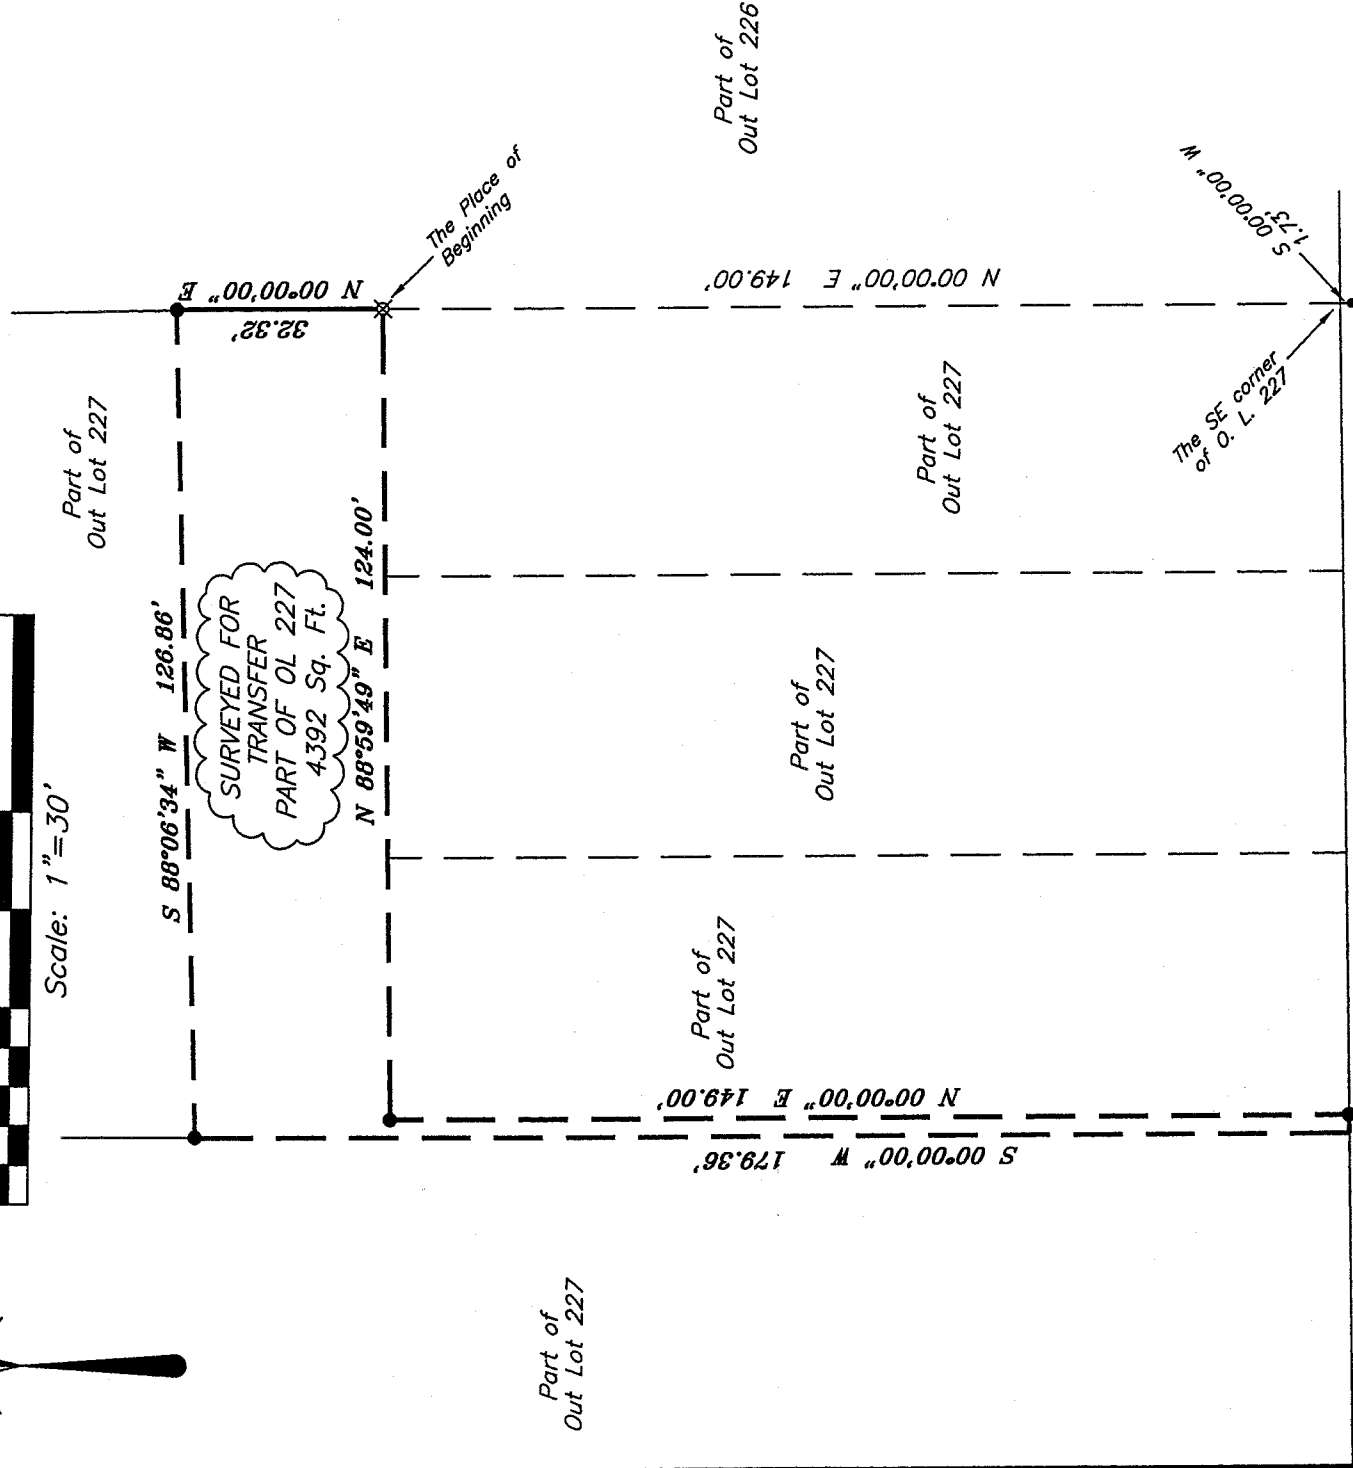 Scale: 1"=30'
Part of
Out Lot 226
Part of
Out Lot 227
N 00°00'00" E
32.32'
The Place of
Beginning
S 88°06'34" W 126.86'
SURVEYED FOR
TRANSFER
PART OF OL 227
4392 Sq. Ft.
N 88°59'49" E 124.00'
N 00°00'00" E 149.00'
S 00°00'00" W
1.73'
The SE corner
of O. L. 227
Part of
Out Lot 227
Part of
Out Lot 227
Part of
Out Lot 227
N 00°00'00" E 149.00'
S 00°00'00" W 179.36'
Part of
Out Lot 227